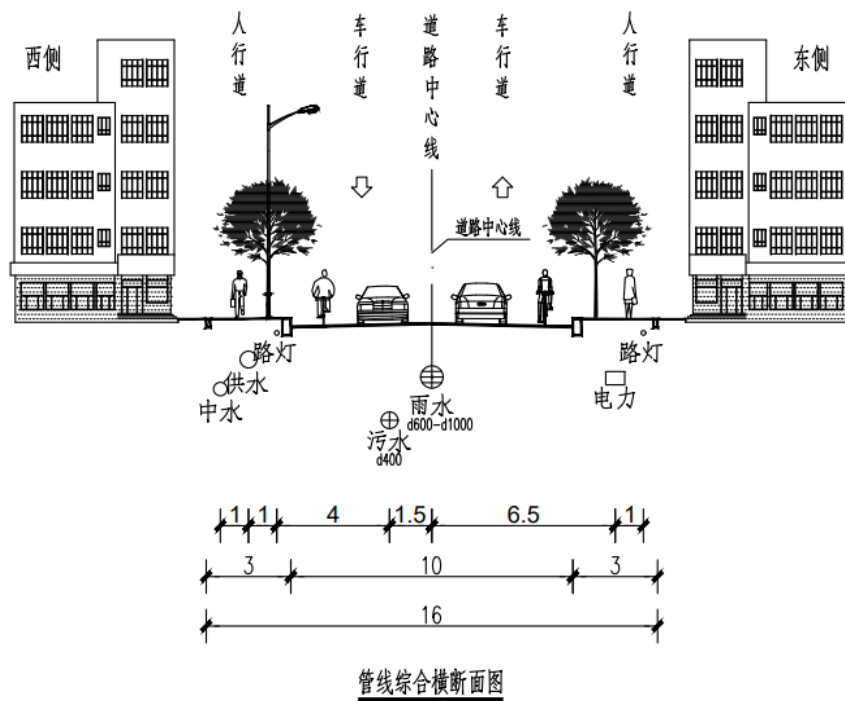 西侧
人行道
车行道
道路中心线
车行道
人行道
东侧
道路中心线
路灯
供水
中水
雨水
d600-d1000
污水
d400
路灯
电力
1 1 4 1.5 6.5 1
3 10 3
16
管线综合横断面图